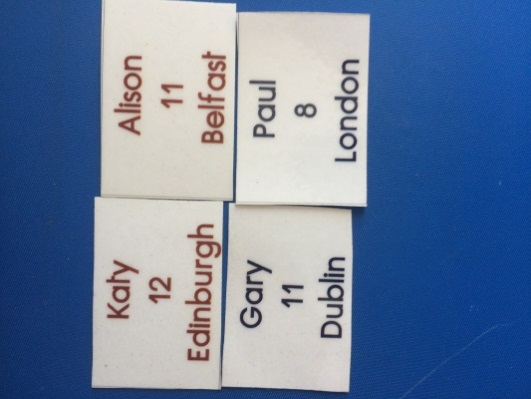 Katy
12
Edinburgh
Alison
11
Belfast
Gary
11
Dublin
Paul
8
London